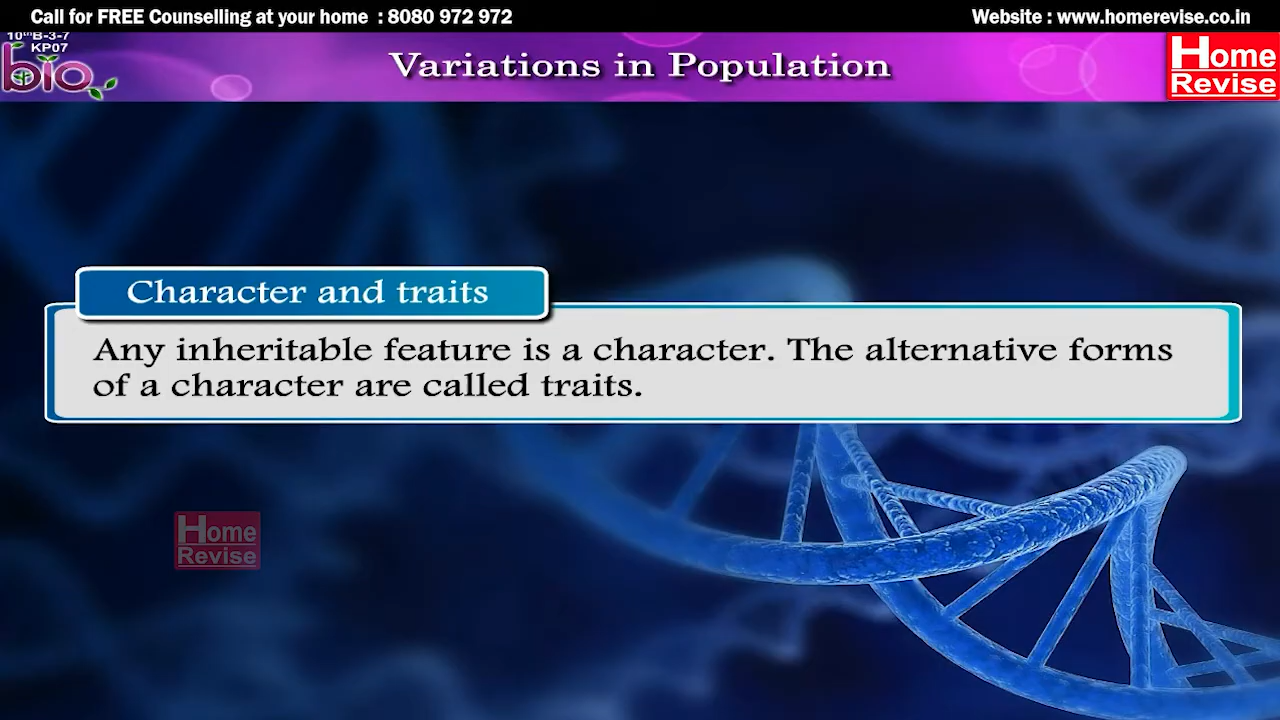 Call for FREE Counselling at your home : 8080 972 972
Website : www.homerevise.co.in
10thB-3-7
KP07
bio
Variations in Population
Home
Revise
Character and traits
Any inheritable feature is a character. The alternative forms
of a character are called traits.
Home
Revise